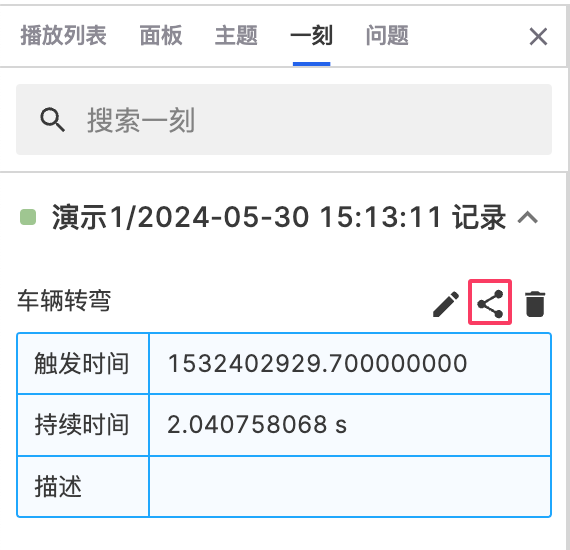 播放列表 面板 主题 一刻 问题
搜索一刻
演示1/2024-05-30 15:13:11 记录
车辆转弯
触发时间 1532402929.700000000
持续时间 2.040758068 s
描述